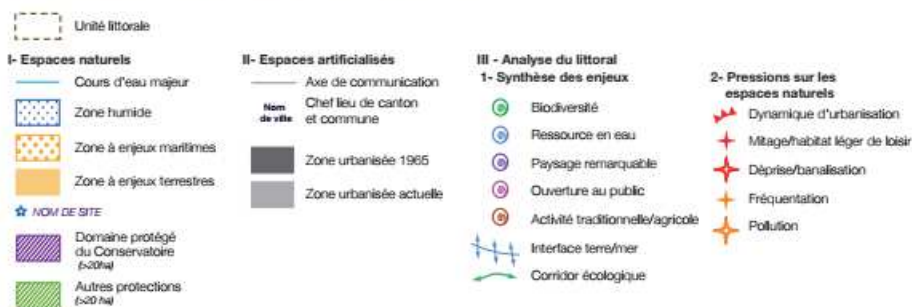 Unité littorale
I- Espaces naturels
Cours d'eau majeur
Zone humide
Zone à enjeux maritimes
Zone à enjeux terrestres
NOM DE SITE
Domaine protégé
du Conservatoire
(>20ha)
Autres protections
(>20 ha)
II- Espaces artificialisés
Axe de communication
Nom
de ville
Chef lieu de canton
et commune
Zone urbanisée 1965
Zone urbanisée actuelle
III - Analyse du littoral
1- Synthèse des enjeux
Biodiversité
Ressource en eau
Paysage remarquable
Ouverture au public
Activité traditionnelle/agricole
Interface terre/mer
Corridor écologique
2- Pressions sur les
espaces naturels
Dynamique d'urbanisation
Mitage/habitat léger de loisir
Déprise/banalisation
Fréquentation
Pollution